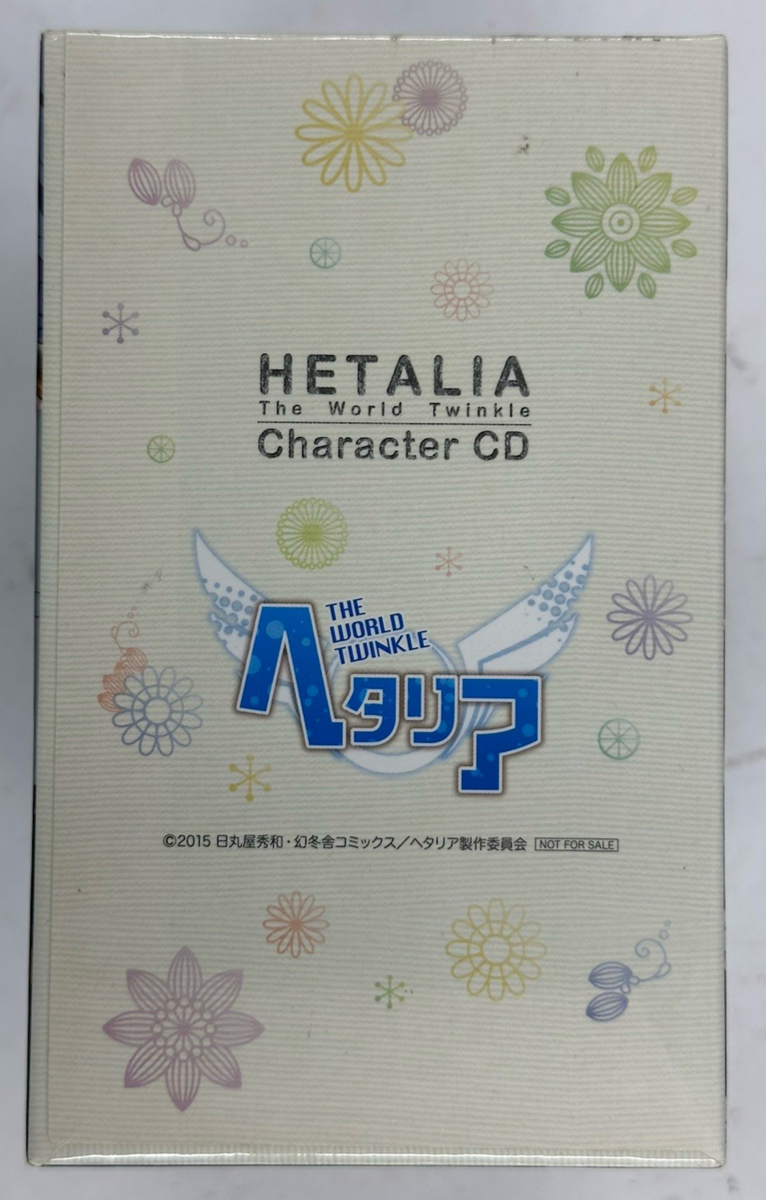 HETALIA
The World Twinkle
Character CD
THE
WORLD
TWINKLE
ヘタリア
©2015 日丸屋秀和・幻冬舎コミックス／ヘタリア製作委員会 NOT FOR SALE